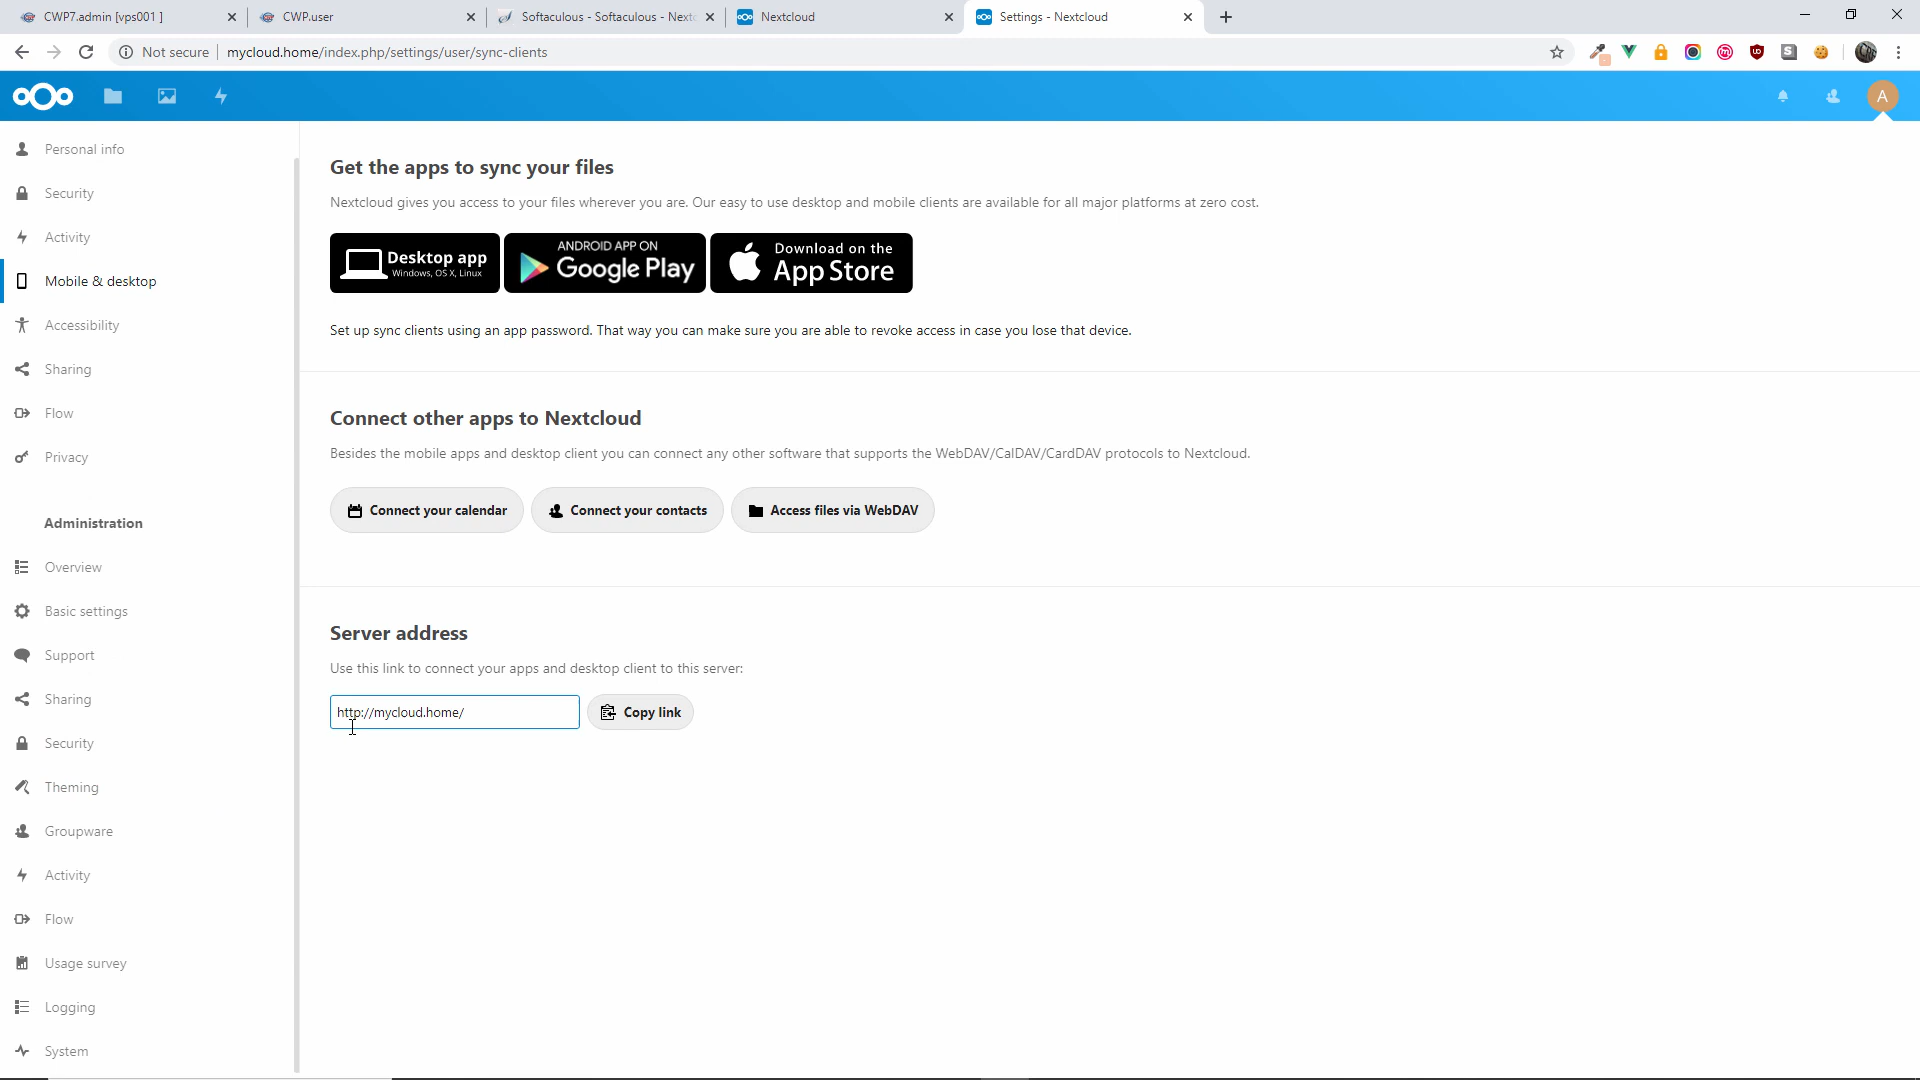 CWP7.admin [vps001 ]
CWP.user
Softaculous - Softaculous - Next
Nextcloud
Settings - Nextcloud
Not secure
mycloud.home/index.php/settings/user/sync-clients
A
Personal info
Security
Activity
Mobile & desktop
Accessibility
Sharing
Flow
Privacy
Administration
Overview
Basic settings
Support
Sharing
Security
Theming
Groupware
Activity
Flow
Usage survey
Logging
System
Get the apps to sync your files
Nextcloud gives you access to your files wherever you are. Our easy to use desktop and mobile clients are available for all major platforms at zero cost.
Desktop app
Windows, OS X, Linux
ANDROID APP ON
Google Play
Download on the
App Store
Set up sync clients using an app password. That way you can make sure you are able to revoke access in case you lose that device.
Connect other apps to Nextcloud
Besides the mobile apps and desktop client you can connect any other software that supports the WebDAV/CalDAV/CardDAV protocols to Nextcloud.
Connect your calendar
Connect your contacts
Access files via WebDAV
Server address
Use this link to connect your apps and desktop client to this server:
http://mycloud.home/
Copy link